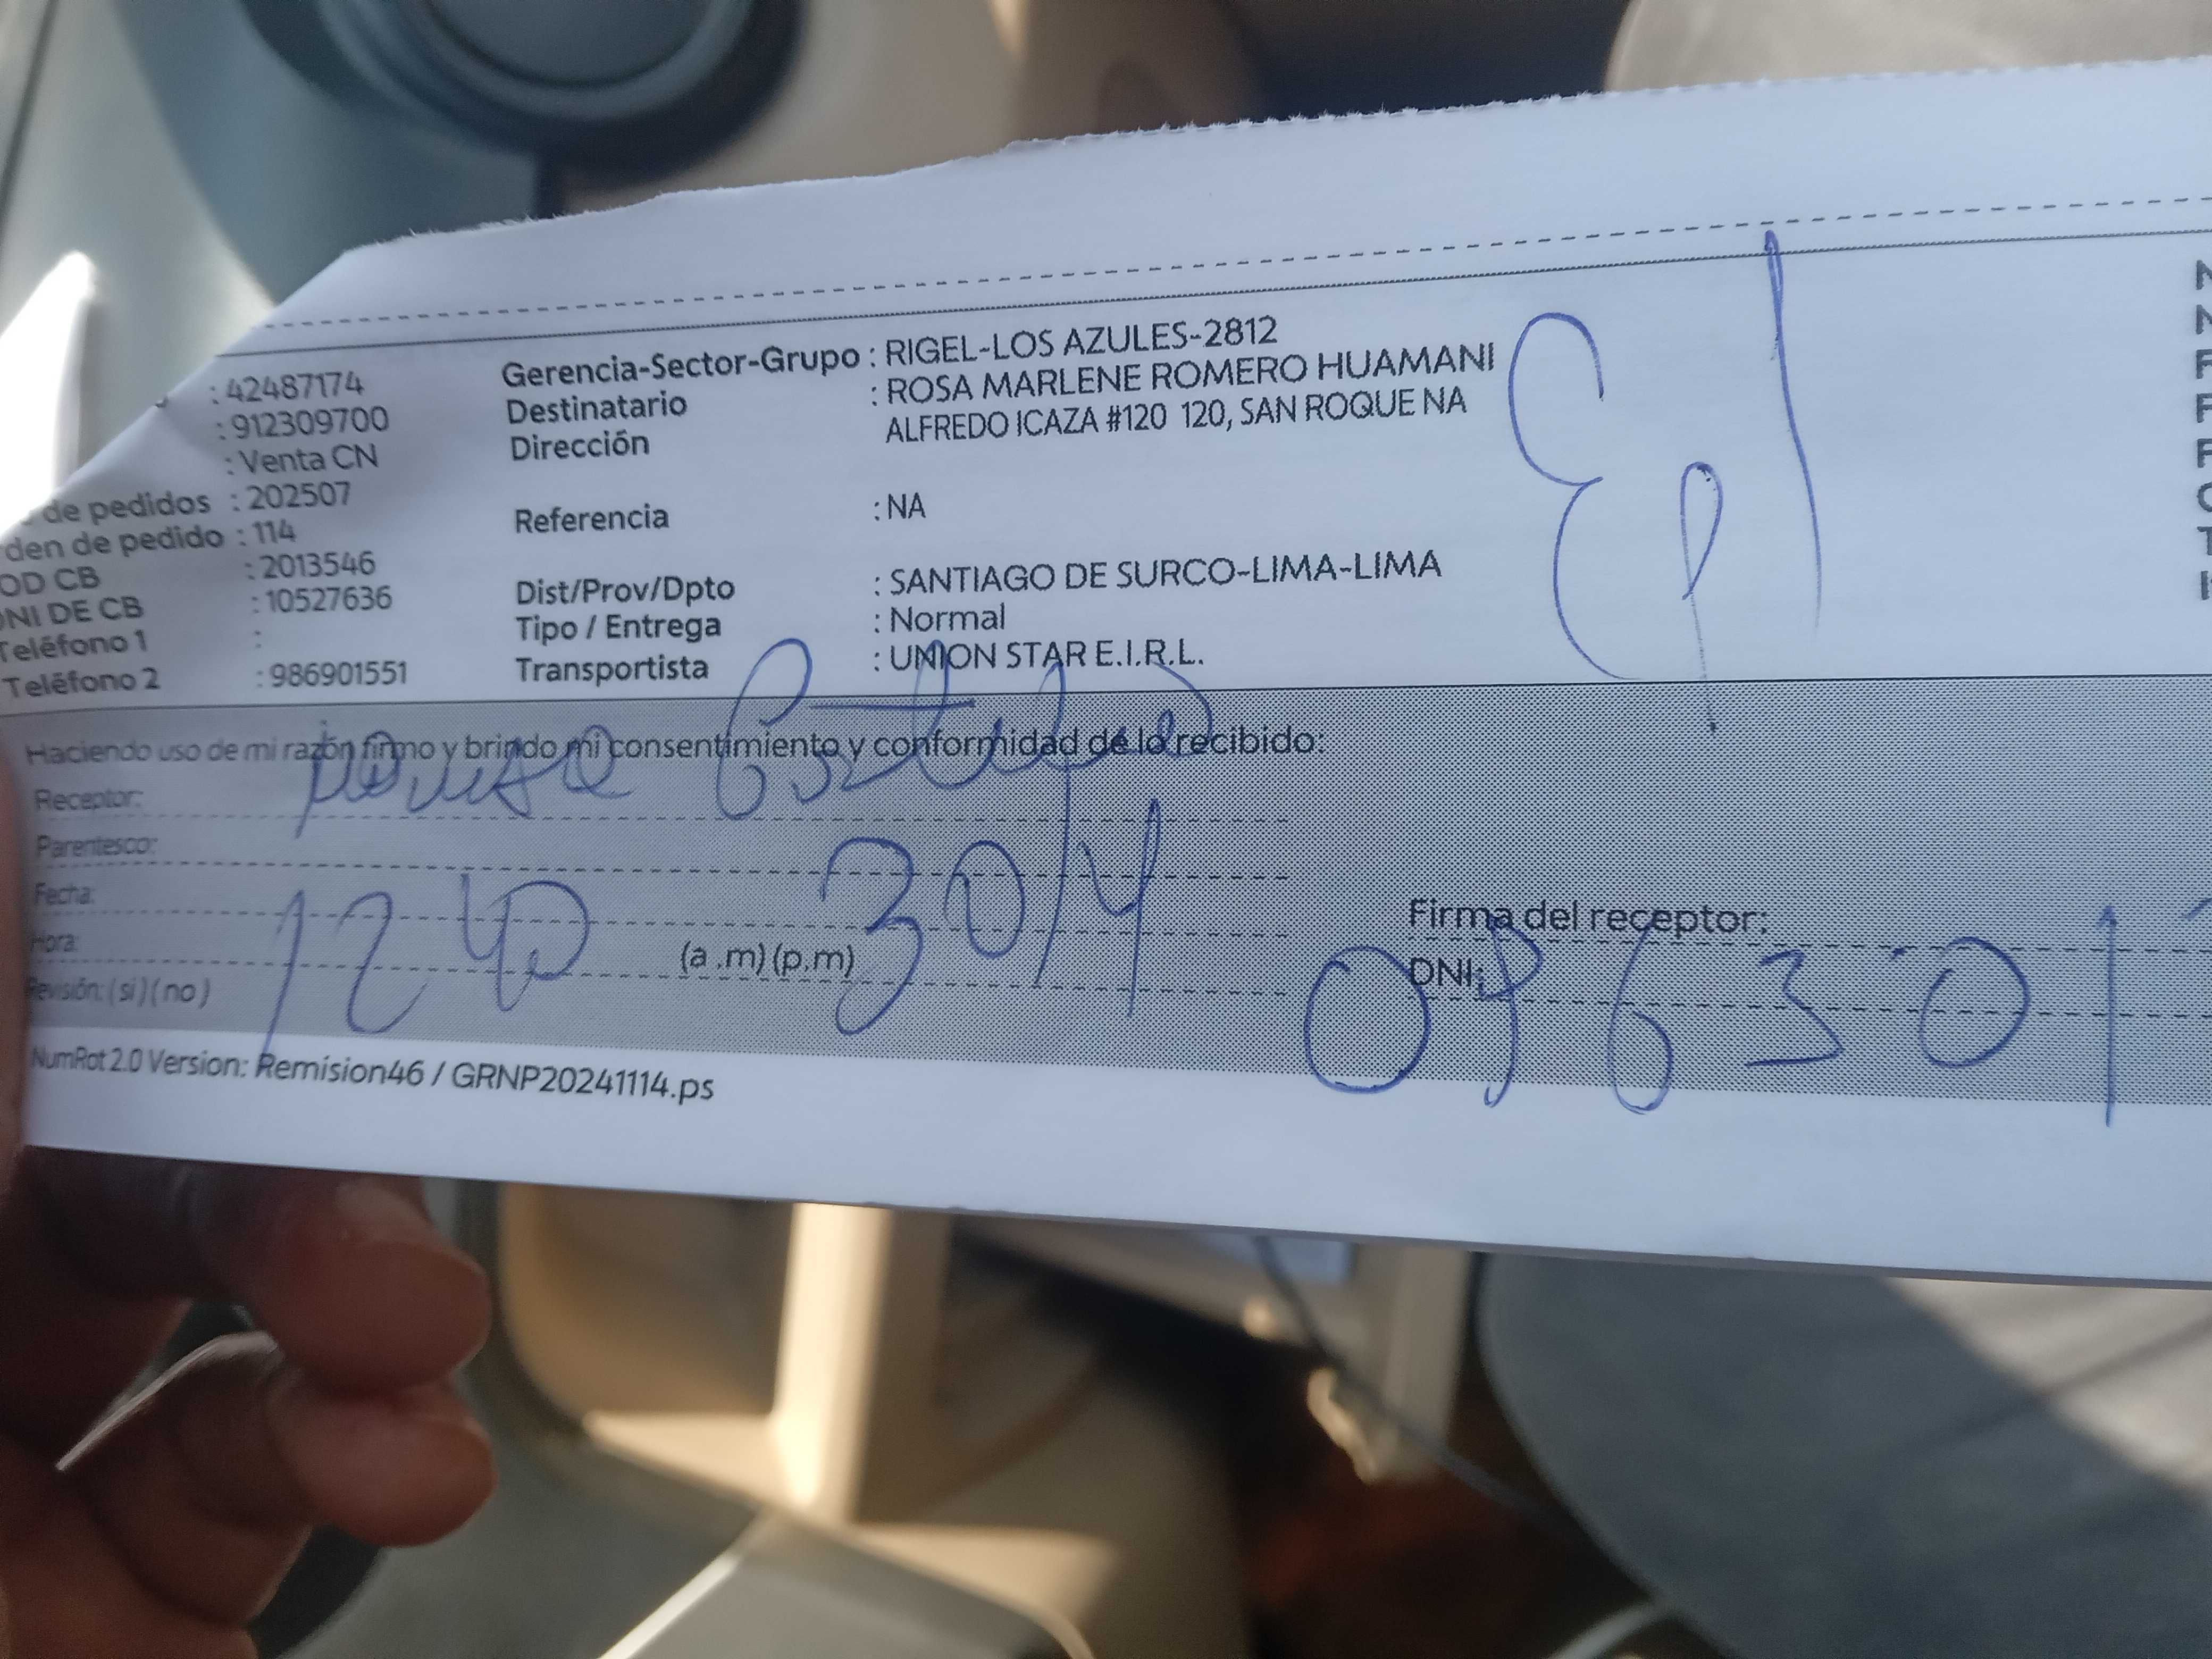 : 42487174
: 912309700
: Venta CN
de pedidos : 202507
den de pedido : 114
OD CB : 2013546
DNI DE CB : 10527636
Teléfono 1 :
Teléfono 2 : 986901551
Gerencia-Sector-Grupo : RIGEL-LOS AZULES-2812
Destinatario : ROSA MARLENE ROMERO HUAMANI
Dirección ALFREDO ICAZA #120 120, SAN ROQUE NA
Referencia : NA
Dist/Prov/Dpto : SANTIAGO DE SURCO-LIMA-LIMA
Tipo / Entrega : Normal
Transportista : UNION STAR E.I.R.L.
Haciendo uso de mi razón firmo y brindo mi consentimiento y conformidad de lo recibido:
Receptor:
Parentesco:
Fecha: 30/4
Hora: 12 40 (a .m) (p.m)
Revisión: ( si ) ( no )
Firma del receptor:
DNI:
NumRot 2.0 Version: Remision46 / GRNP20241114.ps